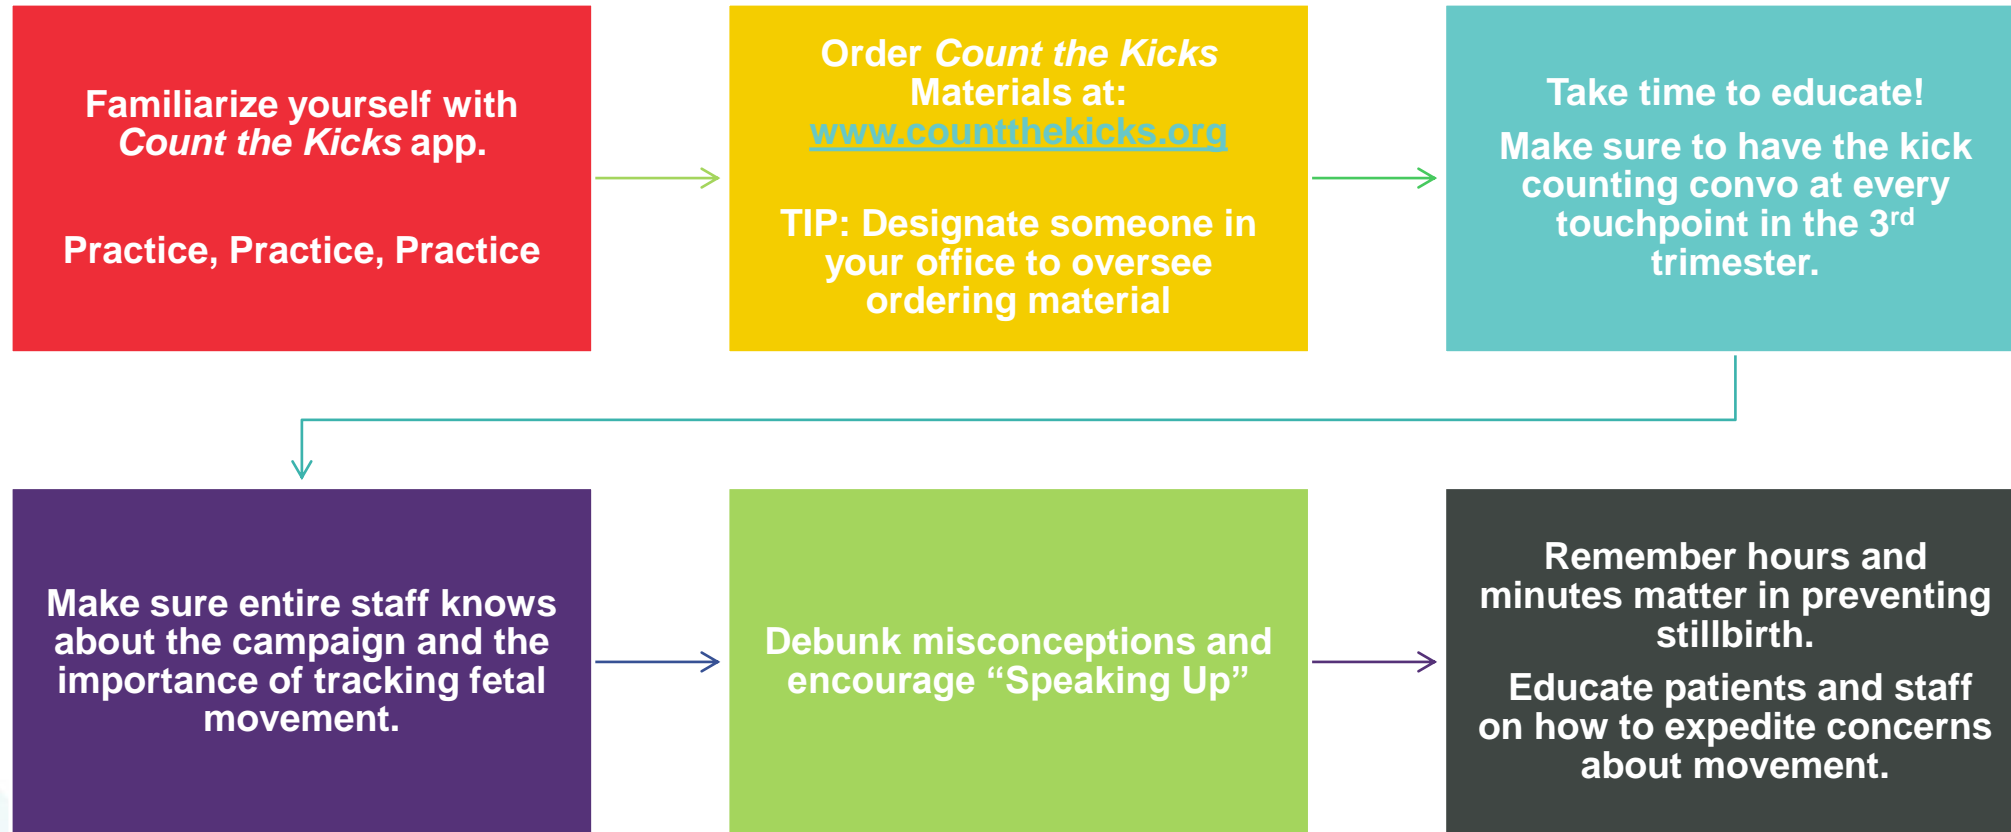 Familiarize yourself with
Count the Kicks app.
Practice, Practice, Practice
Order Count the Kicks
Materials at:
www.countthekicks.org
TIP: Designate someone in
your office to oversee
ordering material
Take time to educate!
Make sure to have the kick
counting convo at every
touchpoint in the 3rd
trimester.
Make sure entire staff knows
about the campaign and the
importance of tracking fetal
movement.
Debunk misconceptions and
encourage “Speaking Up”
Remember hours and
minutes matter in preventing
stillbirth.
Educate patients and staff
on how to expedite concerns
about movement.